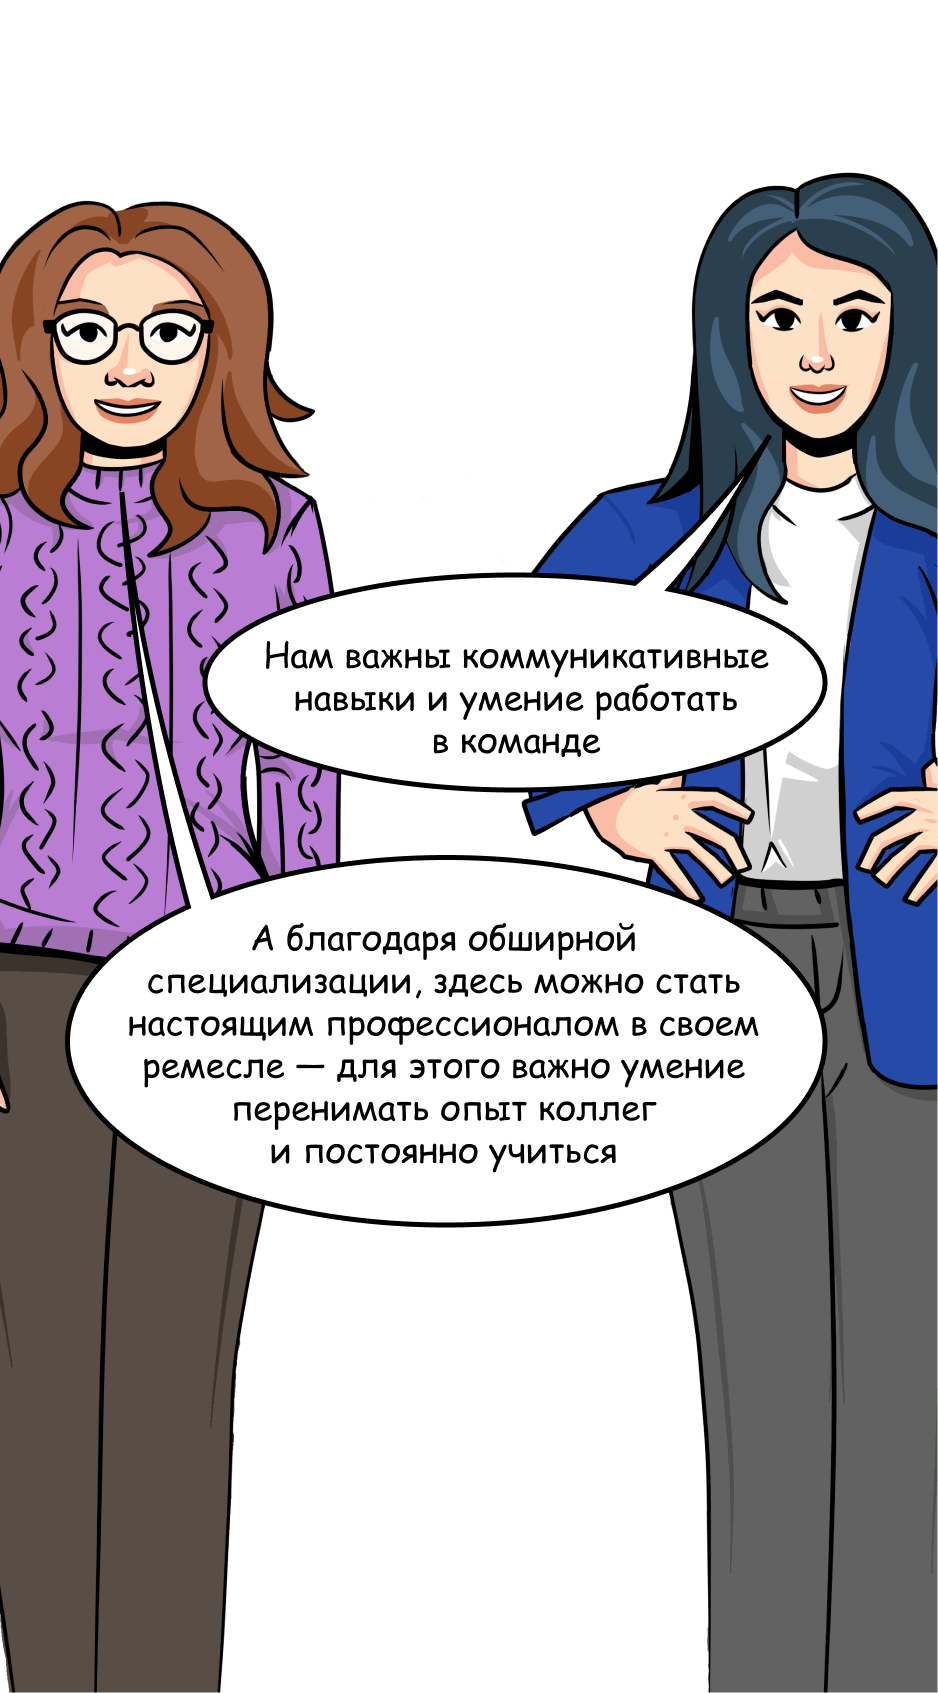 Нам важны коммуникативные
навыки и умение работать
в команде
А благодаря обширной
специализации, здесь можно стать
настоящим профессионалом в своем
ремесле — для этого важно умение
перенимать опыт коллег
и постоянно учиться